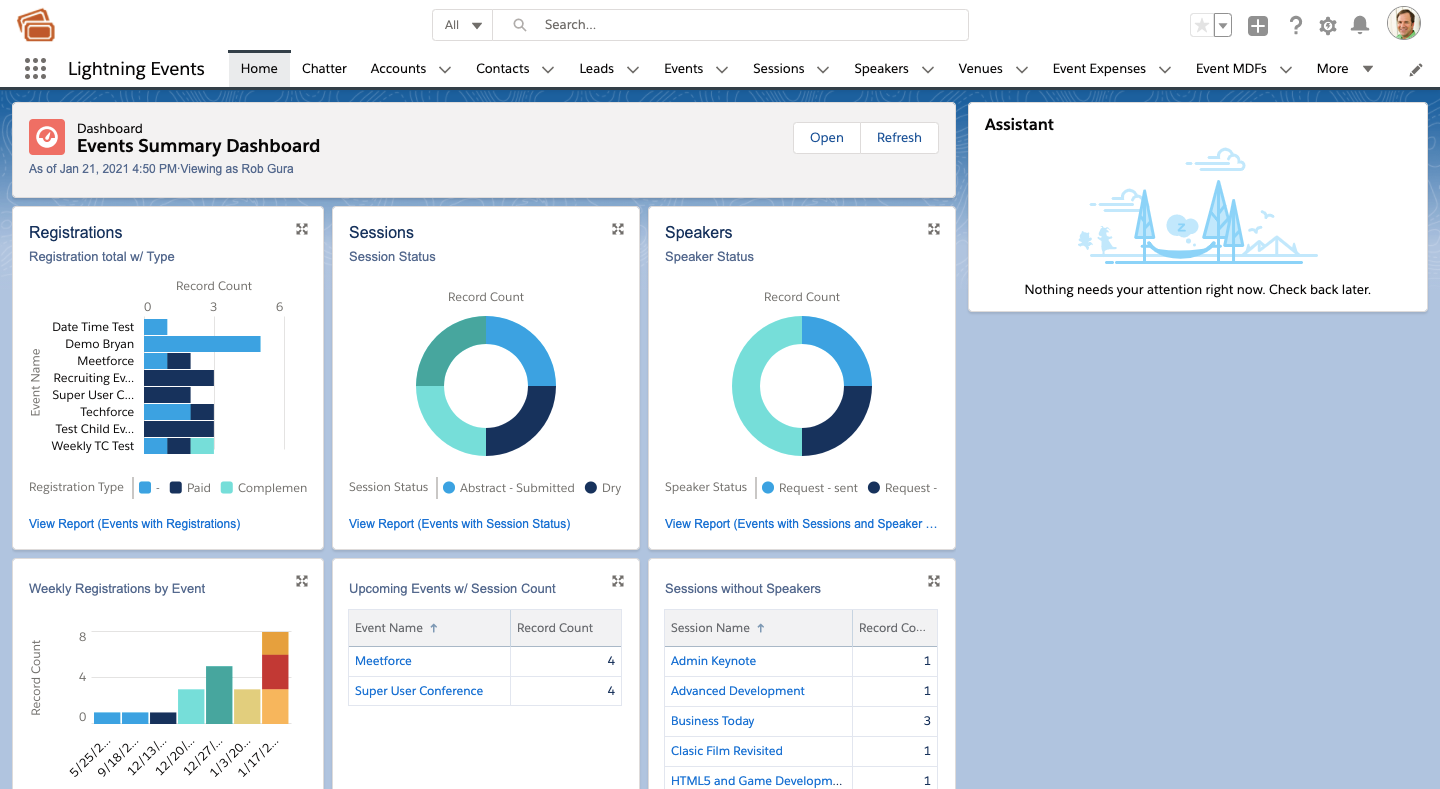 All Search...
Lightning Events Home Chatter Accounts Contacts Leads Events Sessions Speakers Venues Event Expenses Event MDFs More
Dashboard
Events Summary Dashboard
As of Jan 21, 2021 4:50 PM·Viewing as Rob Gura
Open Refresh
Assistant
Nothing needs your attention right now. Check back later.
Registrations
Registration total w/ Type
Record Count
0 3 6
Event Name
Date Time Test
Demo Bryan
Meetforce
Recruiting Ev...
Super User C...
Techforce
Test Child Ev...
Weekly TC Test
Registration Type - Paid Complemen
View Report (Events with Registrations)
Sessions
Session Status
Record Count
Session Status Abstract - Submitted Dry
View Report (Events with Session Status)
Speakers
Speaker Status
Record Count
Speaker Status Request - sent Request -
View Report (Events with Sessions and Speaker ...
Weekly Registrations by Event
Record Count
8
4
0
5/25/2... 9/18/2... 12/13/... 12/20/... 12/27/... 1/3/20... 1/17/2...
Upcoming Events w/ Session Count
Event Name ↑ Record Count
Meetforce 4
Super User Conference 4
Sessions without Speakers
Session Name ↑ Record Co...
Admin Keynote 1
Advanced Development 1
Business Today 3
Clasic Film Revisited 1
HTML5 and Game Developm... 1
z